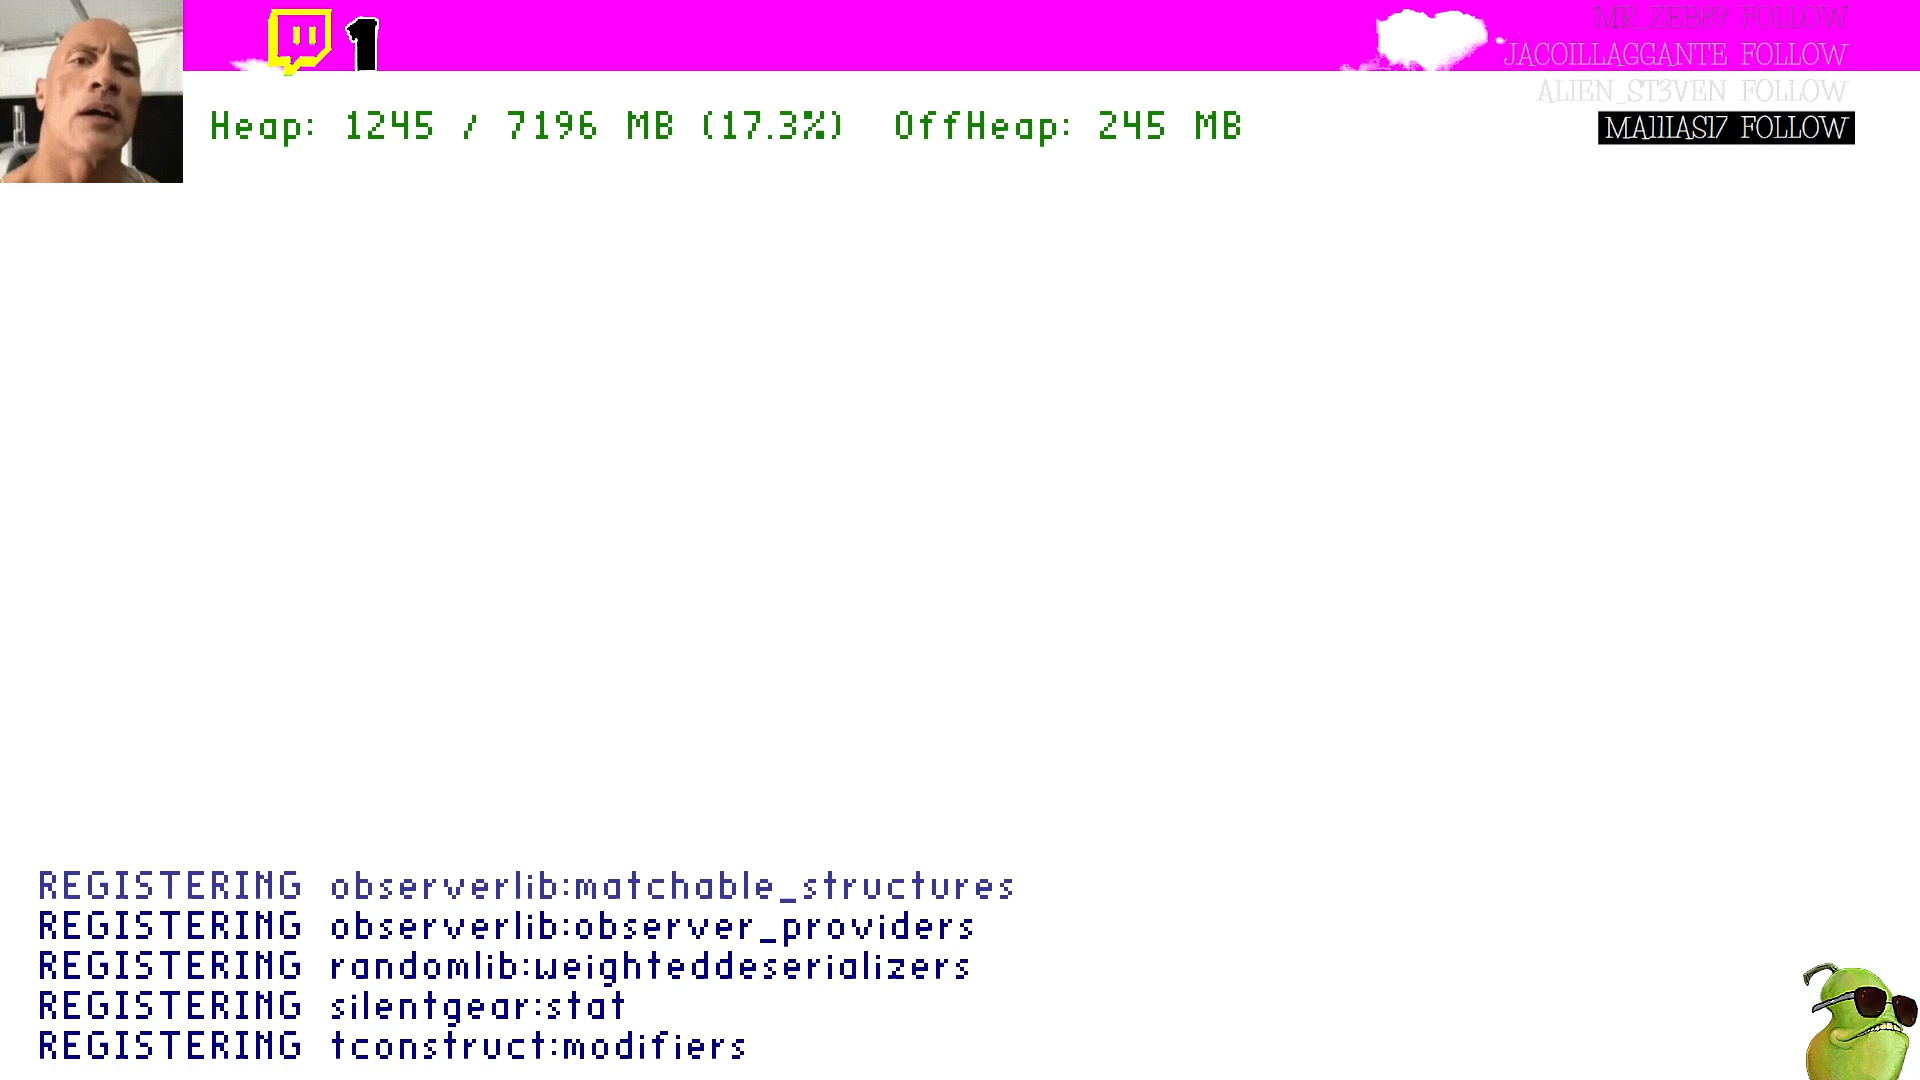 1
MR_ZEB89 FOLLOW
JACOILLAGGANTE FOLLOW
ALIEN_ST3VEN FOLLOW
MA111AS17 FOLLOW
Heap: 1245 / 7196 MB (17.3%)  OffHeap: 245 MB
REGISTERING observerlib:matchable_structures
REGISTERING observerlib:observer_providers
REGISTERING randomlib:weighteddeserializers
REGISTERING silentgear:stat
REGISTERING tconstruct:modifiers